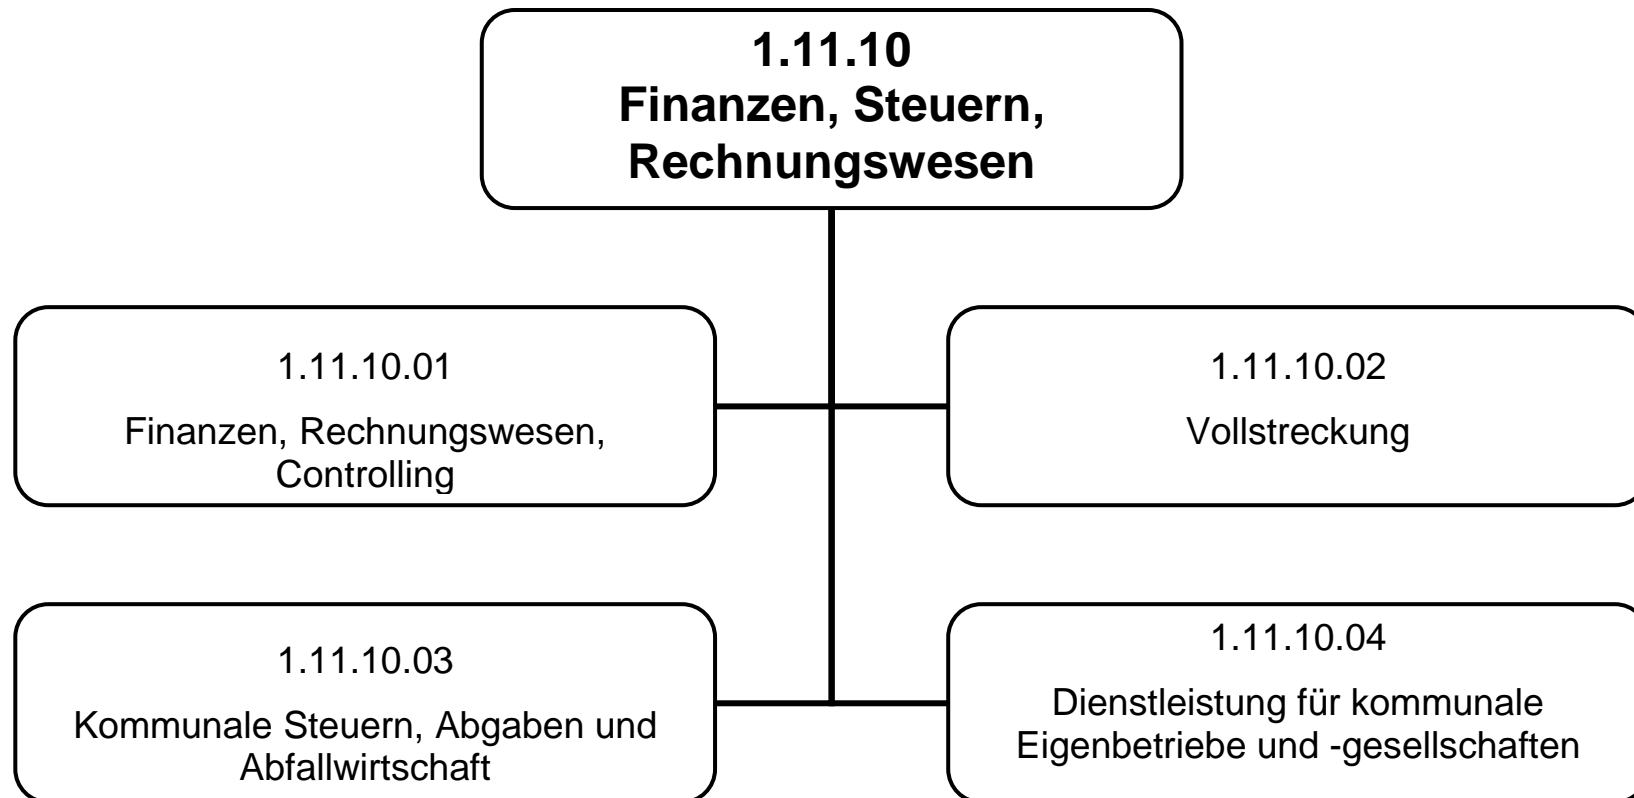 1.11.10
Finanzen, Steuern,
Rechnungswesen
1.11.10.01
Finanzen, Rechnungswesen,
Controlling
1.11.10.02
Vollstreckung
1.11.10.03
Kommunale Steuern, Abgaben und
Abfallwirtschaft
1.11.10.04
Dienstleistung für kommunale
Eigenbetriebe und -gesellschaften